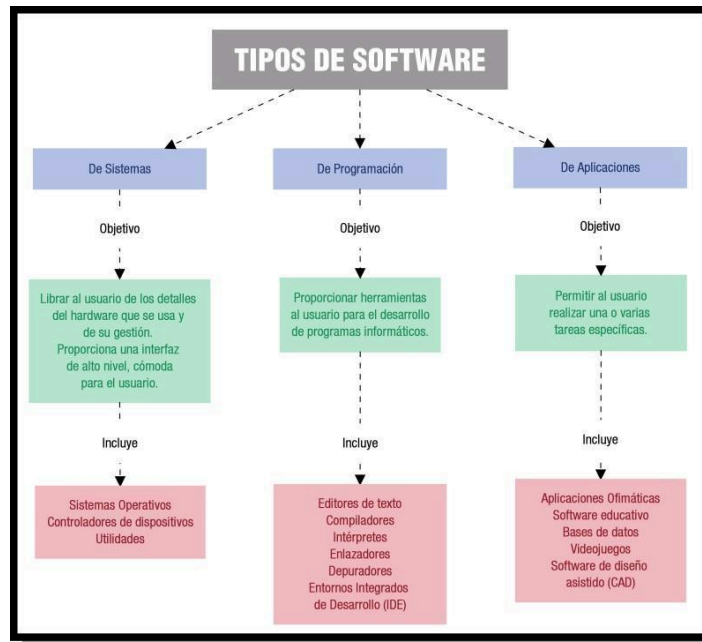 TIPOS DE SOFTWARE
De Sistemas
De Programación
De Aplicaciones
Objetivo
Objetivo
Objetivo
Librar al usuario de los detalles
del hardware que se usa y
de su gestión.
Proporciona una interfaz
de alto nivel, cómoda
para el usuario.
Proporcionar herramientas
al usuario para el desarrollo
de programas informáticos.
Permitir al usuario
realizar una o varias
tareas específicas.
Incluye
Incluye
Incluye
Sistemas Operativos
Controladores de dispositivos
Utilidades
Editores de texto
Compiladores
Intérpretes
Enlazadores
Depuradores
Entornos Integrados
de Desarrollo (IDE)
Aplicaciones Ofimáticas
Software educativo
Bases de datos
Videojuegos
Software de diseño
asistido (CAD)